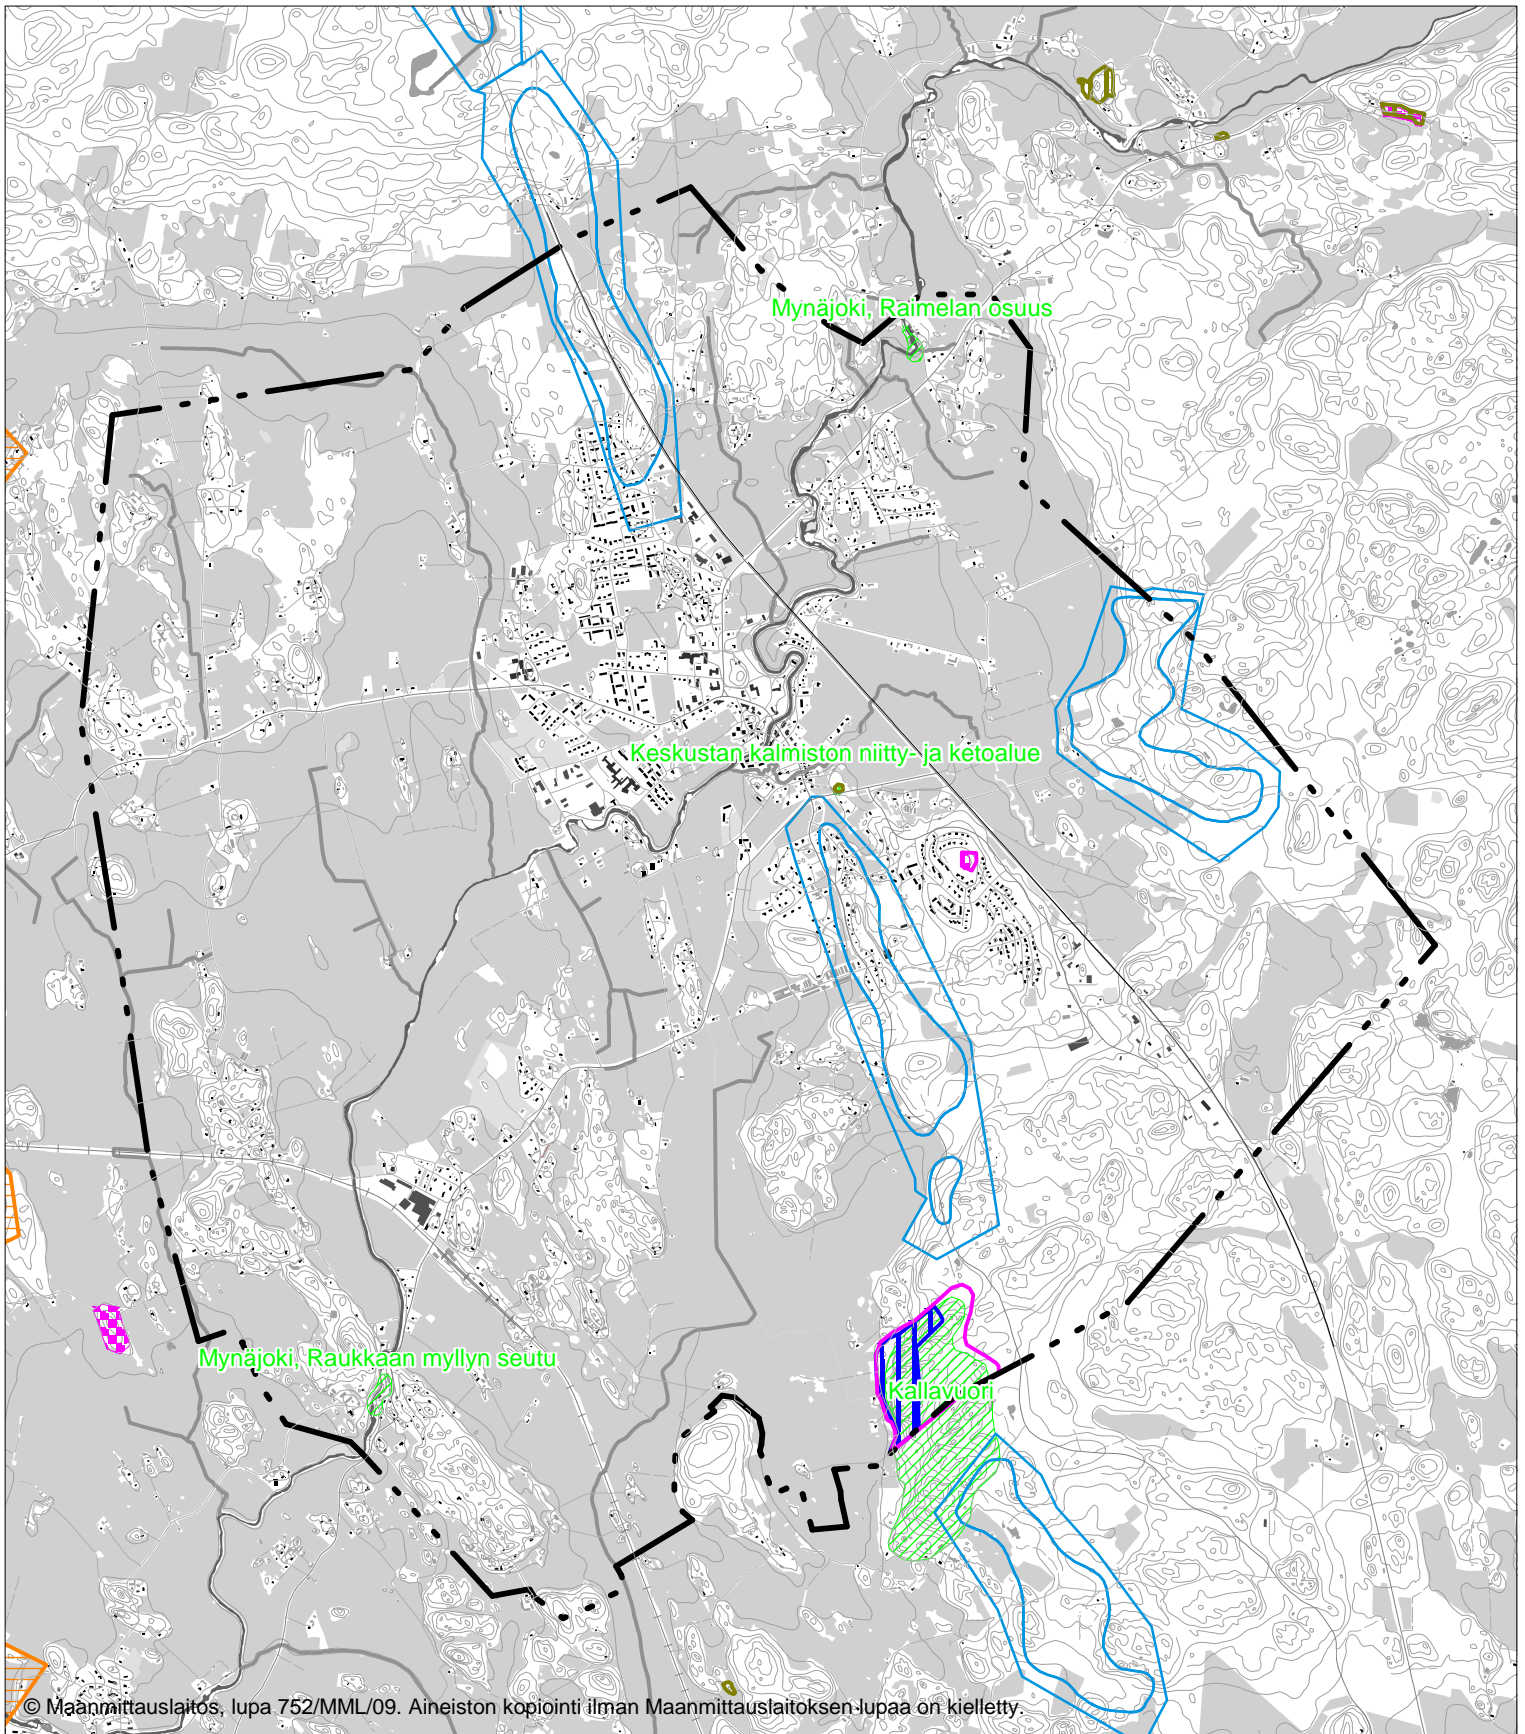 Mynäjoki, Raimelan osuus
Keskustan kalmiston niitty- ja ketoalue
Mynäjoki, Raukkaan myllyn seutu
Kallavuori
© Maanmittauslaitos, lupa 752/MML/09. Aineiston kopiointi ilman Maanmittauslaitoksen lupaa on kielletty.